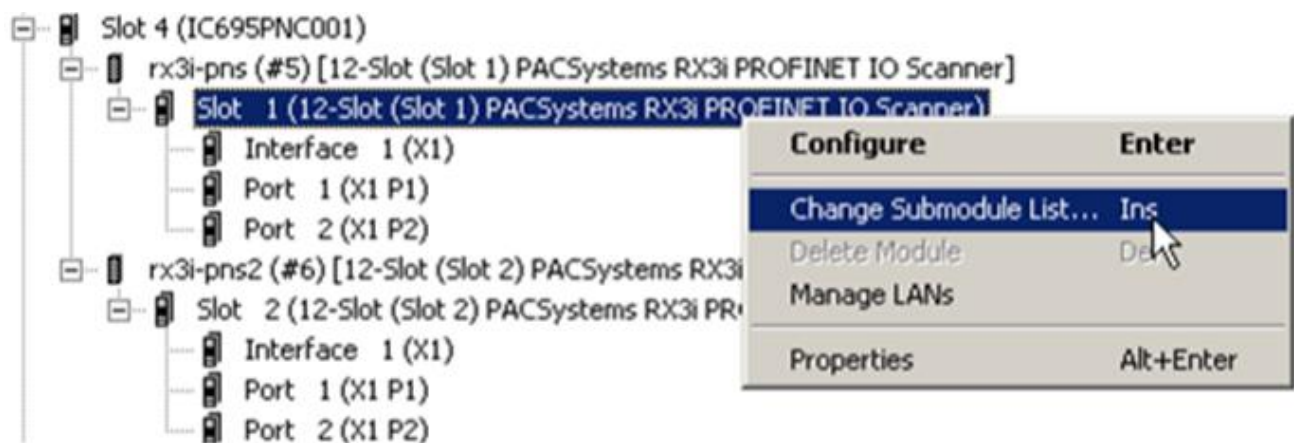 Slot 4 (IC695PNC001)
rx3i-pns (#5) [12-Slot (Slot 1) PACSystems RX3i PROFINET IO Scanner]
Slot 1 (12-Slot (Slot 1) PACSystems RX3i PROFINET IO Scanner)
Interface 1 (X1)
Port 1 (X1 P1)
Port 2 (X1 P2)
rx3i-pns2 (#6) [12-Slot (Slot 2) PACSystems RX3i
Slot 2 (12-Slot (Slot 2) PACSystems RX3i PR
Interface 1 (X1)
Port 1 (X1 P1)
Port 2 (X1 P2)
Configure Enter
Change Submodule List... Ins
Delete Module De
Manage LANs
Properties Alt+Enter